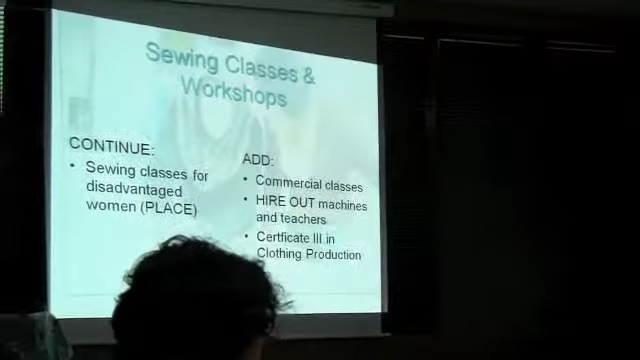 Sewing Classes &
Workshops
CONTINUE:
• Sewing classes for
disadvantaged
women (PLACE)
ADD:
• Commercial classes
• HIRE OUT machines
and teachers
• Certficate III in
Clothing Production